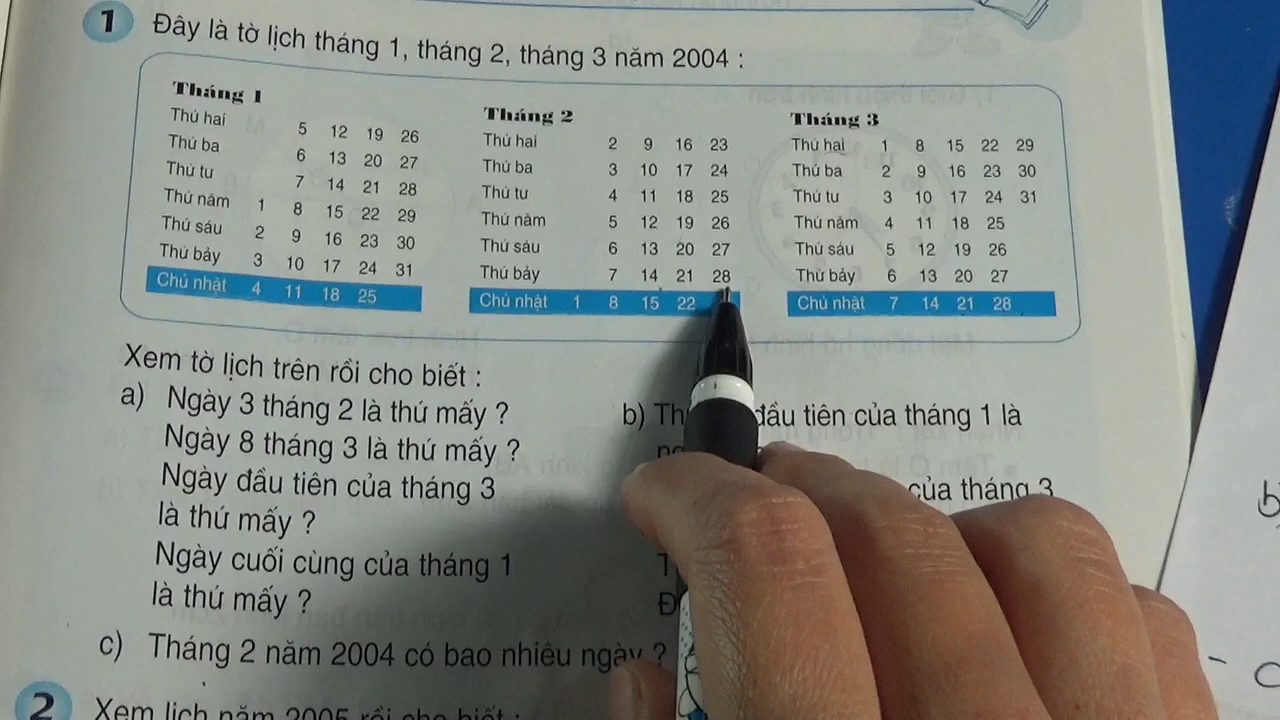 1 Đây là tờ lịch tháng 1, tháng 2, tháng 3 năm 2004 :
Tháng 1
Thứ hai 5 12 19 26
Thứ ba 6 13 20 27
Thứ tư 7 14 21 28
Thứ năm 1 8 15 22 29
Thứ sáu 2 9 16 23 30
Thứ bảy 3 10 17 24 31
Chủ nhật 4 11 18 25
Tháng 2
Thứ hai 2 9 16 23
Thứ ba 3 10 17 24
Thứ tư 4 11 18 25
Thứ năm 5 12 19 26
Thứ sáu 6 13 20 27
Thứ bảy 7 14 21 28
Chủ nhật 1 8 15 22
Tháng 3
Thứ hai 1 8 15 22 29
Thứ ba 2 9 16 23 30
Thứ tư 3 10 17 24 31
Thứ năm 4 11 18 25
Thứ sáu 5 12 19 26
Thứ bảy 6 13 20 27
Chủ nhật 7 14 21 28
Xem tờ lịch trên rồi cho biết :
a) Ngày 3 tháng 2 là thứ mấy ?
Ngày 8 tháng 3 là thứ mấy ?
Ngày đầu tiên của tháng 3
là thứ mấy ?
Ngày cuối cùng của tháng 1
là thứ mấy ?
b) đầu tiên của tháng 1 là
của tháng 3
c) Tháng 2 năm 2004 có bao nhiêu ngày ?
2 Xem lịch năm 2005 rồi cho biết :